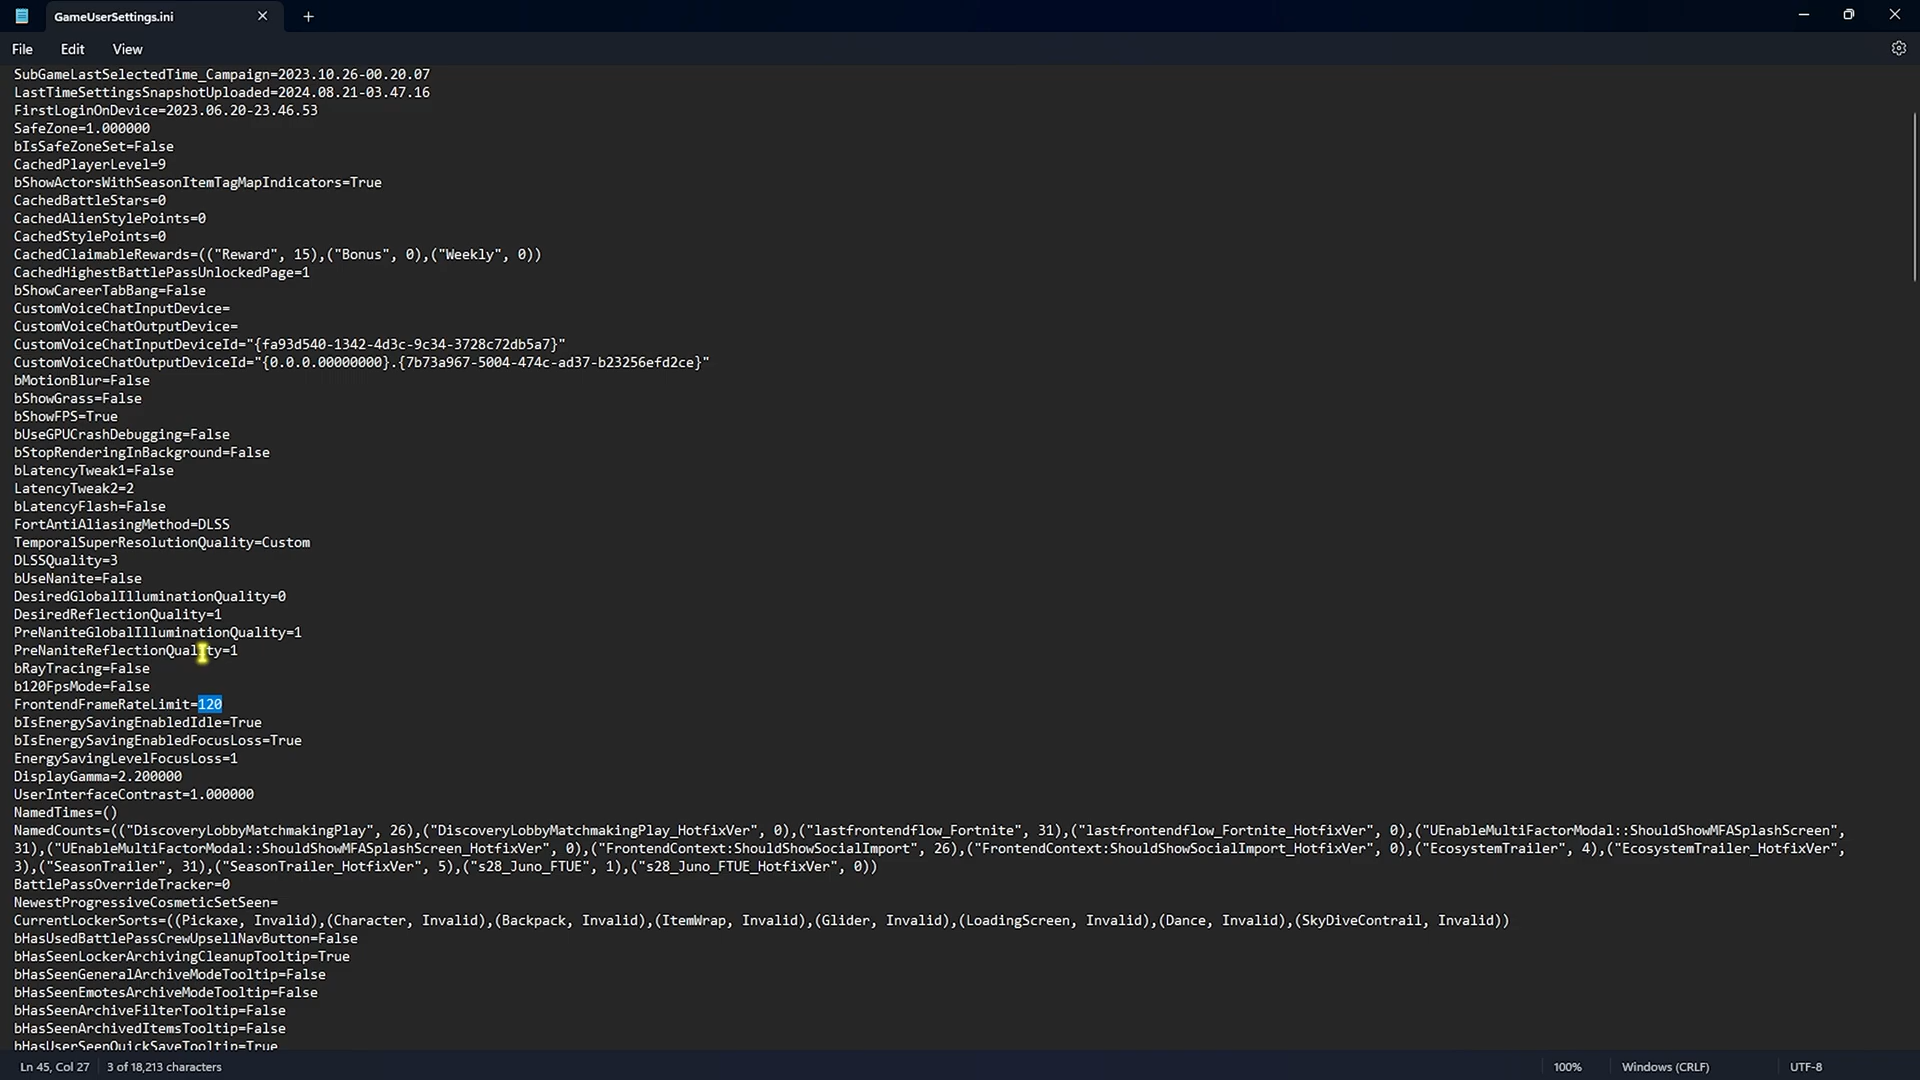 GameUserSettings.ini
File Edit View
SubGameLastSelectedTime_Campaign=2023.10.26-00.20.07
LastTimeSettingsSnapshotUploaded=2024.08.21-03.47.16
FirstLoginOnDevice=2023.06.20-23.46.53
SafeZone=1.000000
bIsSafeZoneSet=False
CachedPlayerLevel=9
bShowActorsWithSeasonItemTagMapIndicators=True
CachedBattleStars=0
CachedAlienStylePoints=0
CachedStylePoints=0
CachedClaimableRewards=(("Reward", 15),("Bonus", 0),("Weekly", 0))
CachedHighestBattlePassUnlockedPage=1
bShowCareerTabBang=False
CustomVoiceChatInputDevice=
CustomVoiceChatOutputDevice=
CustomVoiceChatInputDeviceId="{fa93d540-1342-4d3c-9c34-3728c72db5a7}"
CustomVoiceChatOutputDeviceId="{0.0.0.00000000}.{7b73a967-5004-474c-ad37-b23256efd2ce}"
bMotionBlur=False
bShowGrass=False
bShowFPS=True
bUseGPUCrashDebugging=False
bStopRenderingInBackground=False
bLatencyTweak1=False
LatencyTweak2=2
bLatencyFlash=False
FortAntiAliasingMethod=DLSS
TemporalSuperResolutionQuality=Custom
DLSSQuality=3
bUseNanite=False
DesiredGlobalIlluminationQuality=0
DesiredReflectionQuality=1
PreNaniteGlobalIlluminationQuality=1
PreNaniteReflectionQuality=1
bRayTracing=False
b120FpsMode=False
FrontendFrameRateLimit=120
bIsEnergySavingEnabledIdle=True
bIsEnergySavingEnabledFocusLoss=True
EnergySavingLevelFocusLoss=1
DisplayGamma=2.200000
UserInterfaceContrast=1.000000
NamedTimes=()
NamedCounts=(("DiscoveryLobbyMatchmakingPlay", 26),("DiscoveryLobbyMatchmakingPlay_HotfixVer", 0),("lastfrontendflow_Fortnite", 31),("lastfrontendflow_Fortnite_HotfixVer", 0),("UEnableMultiFactorModal::ShouldShowMFASplashScreen",
31),("UEnableMultiFactorModal::ShouldShowMFASplashScreen_HotfixVer", 0),("FrontendContext:ShouldShowSocialImport", 26),("FrontendContext:ShouldShowSocialImport_HotfixVer", 0),("EcosystemTrailer", 4),("EcosystemTrailer_HotfixVer",
3),("SeasonTrailer", 31),("SeasonTrailer_HotfixVer", 5),("s28_Juno_FTUE", 1),("s28_Juno_FTUE_HotfixVer", 0))
BattlePassOverrideTracker=0
NewestProgressiveCosmeticSetSeen=
CurrentLockerSorts=((Pickaxe, Invalid),(Character, Invalid),(Backpack, Invalid),(ItemWrap, Invalid),(Glider, Invalid),(LoadingScreen, Invalid),(Dance, Invalid),(SkyDiveContrail, Invalid))
bHasUsedBattlePassCrewUpsellNavButton=False
bHasSeenLockerArchivingCleanupTooltip=True
bHasSeenGeneralArchiveModeTooltip=False
bHasSeenEmotesArchiveModeTooltip=False
bHasSeenArchiveFilterTooltip=False
bHasSeenArchivedItemsTooltip=False
bHasUserSeenQuickSaveTooltip=True
Ln 45, Col 27 3 of 18,213 characters 100% Windows (CRLF) UTF-8